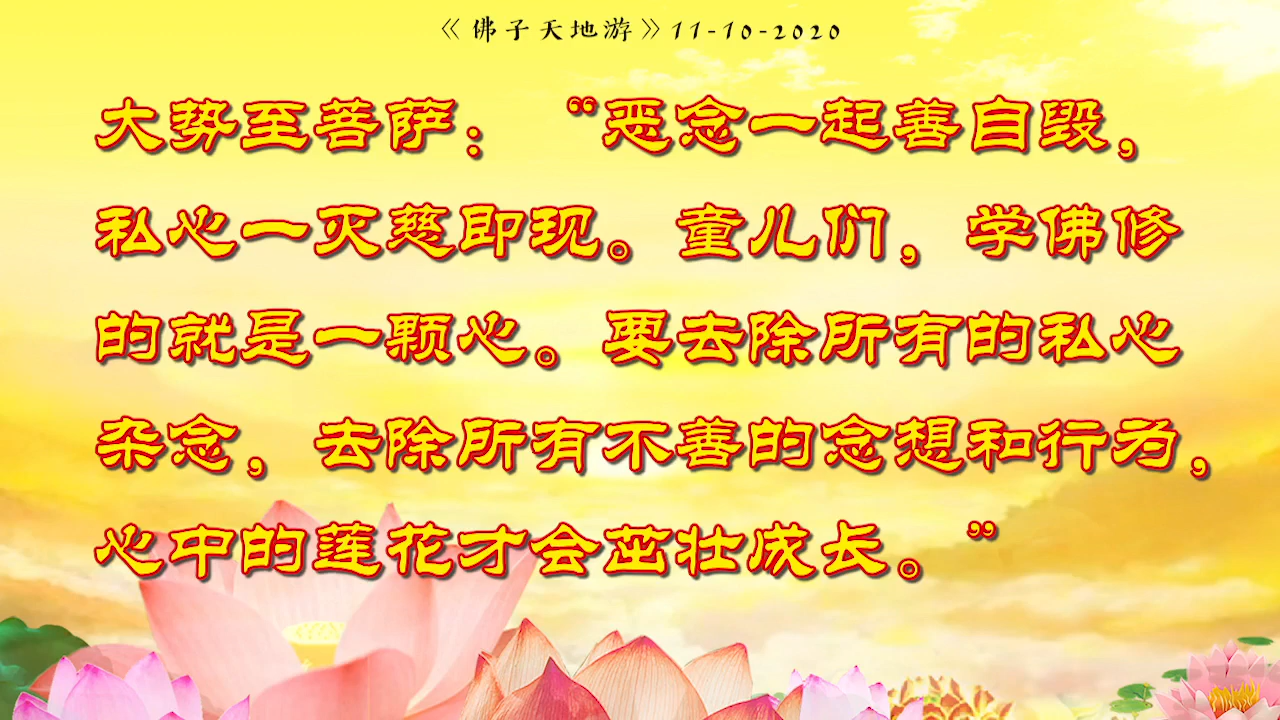 《佛子天地游》11-10-2020
大势至菩萨：“恶念一起善自毁，
私心一灭慈即现。童儿们，学佛修
的就是一颗心。要去除所有的私心
杂念，去除所有不善的念想和行为，
心中的莲花才会茁壮成长。”